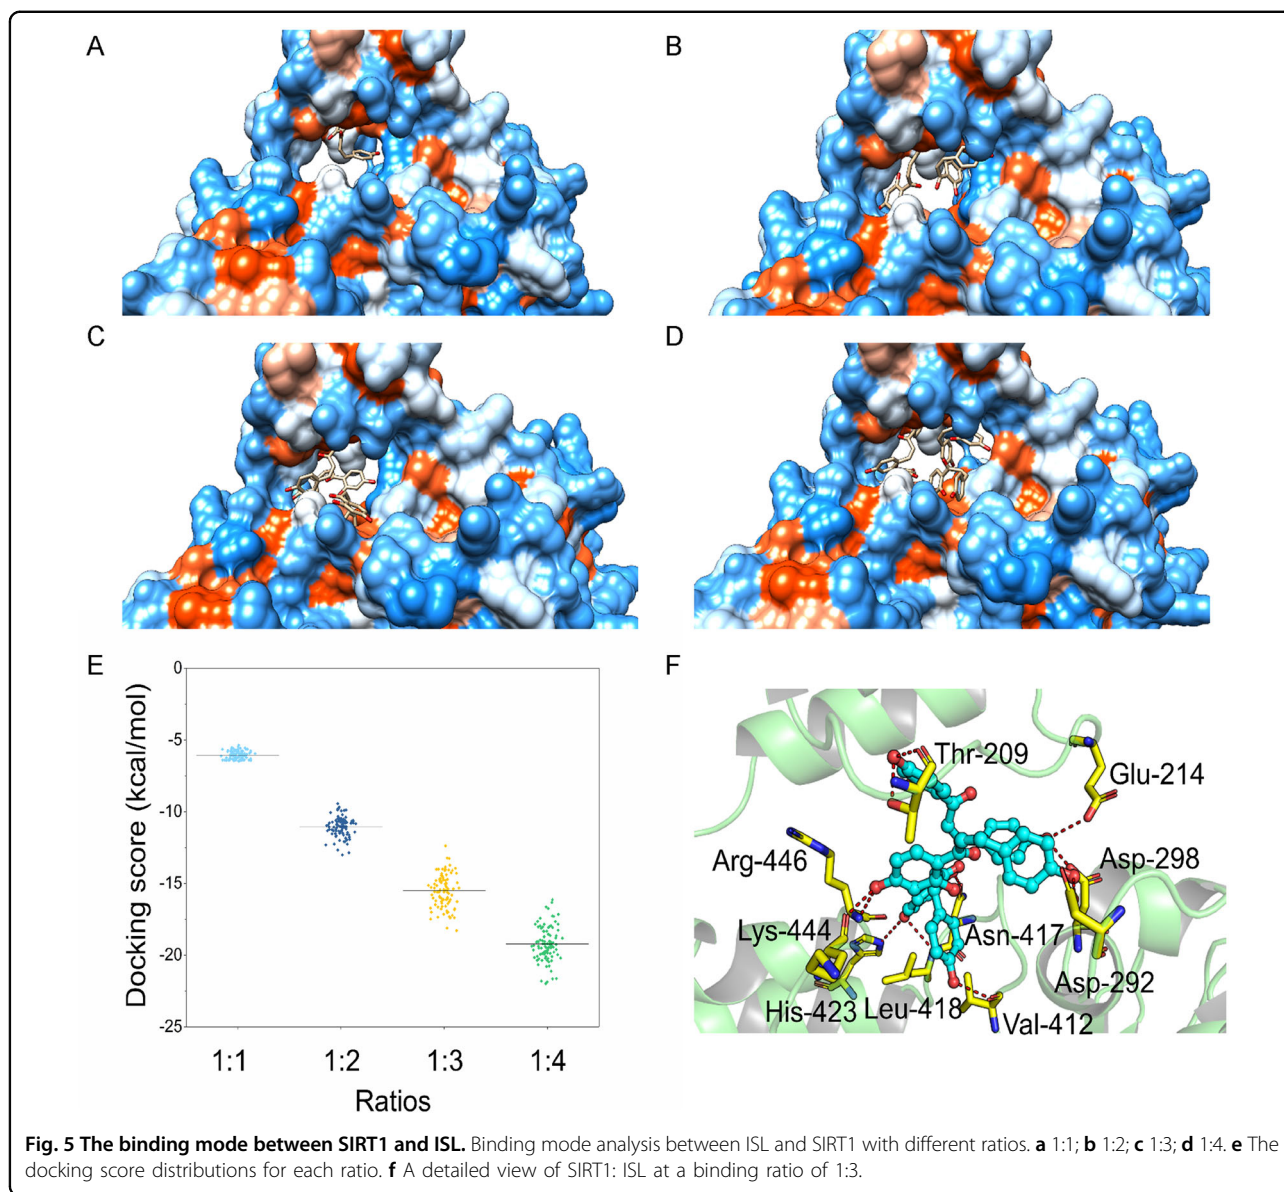 A
B
C
D
E
0
-5
-10
-15
-20
-25
Docking score (kcal/mol)
1:1 1:2 1:3 1:4
Ratios
F
Thr-209
Glu-214
Arg-446
Asp-298
Lys-444
Asn-417
Asp-292
His-423
Leu-418
Val-412
Fig. 5 The binding mode between SIRT1 and ISL. Binding mode analysis between ISL and SIRT1 with different ratios. a 1:1; b 1:2; c 1:3; d 1:4. e The
docking score distributions for each ratio. f A detailed view of SIRT1: ISL at a binding ratio of 1:3.